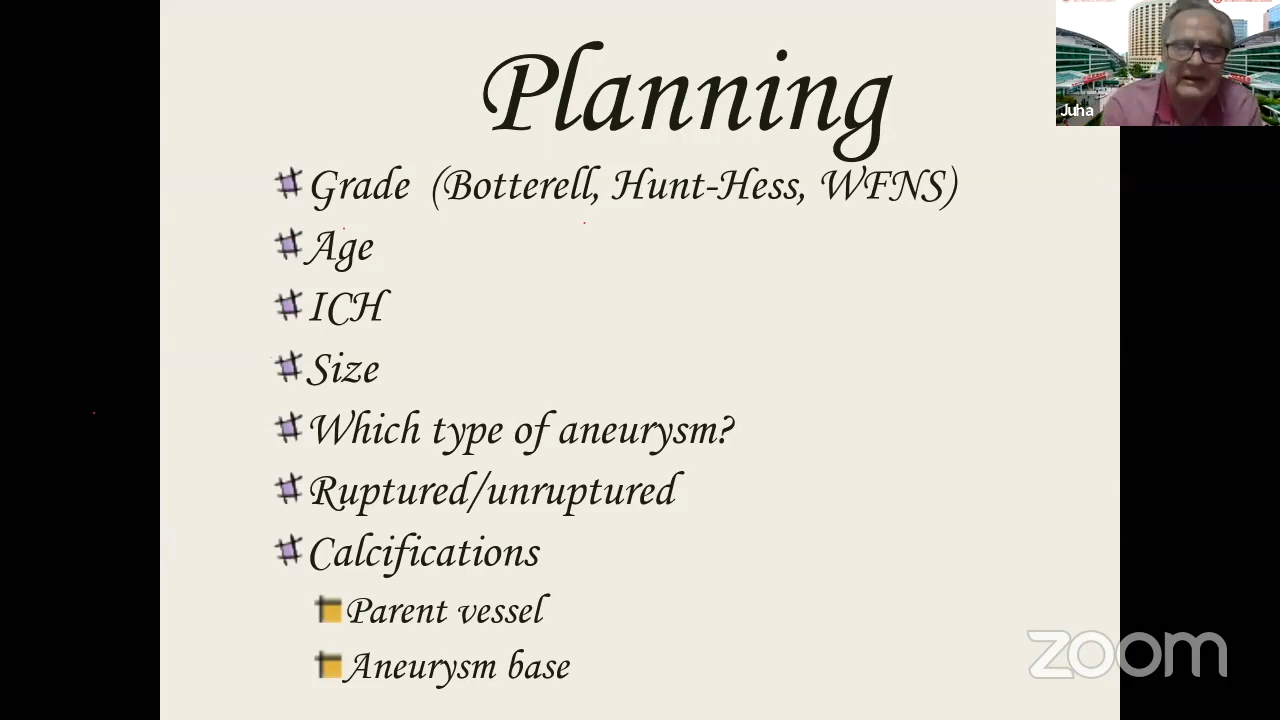 Planning
Grade (Botterell, Hunt-Hess, WFNS)
Age
ICH
Size
Which type of aneurysm?
Ruptured/unruptured
Calcifications
Parent vessel
Aneurysm base
Juha
zoom